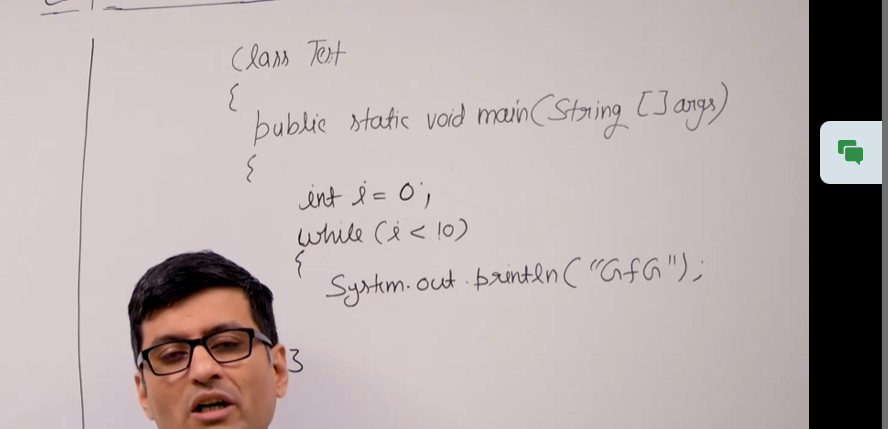 Class Test
{
public static void main(String [] args)
{
int i = 0;
while (i < 10)
{
System.out.println("GfG");
}